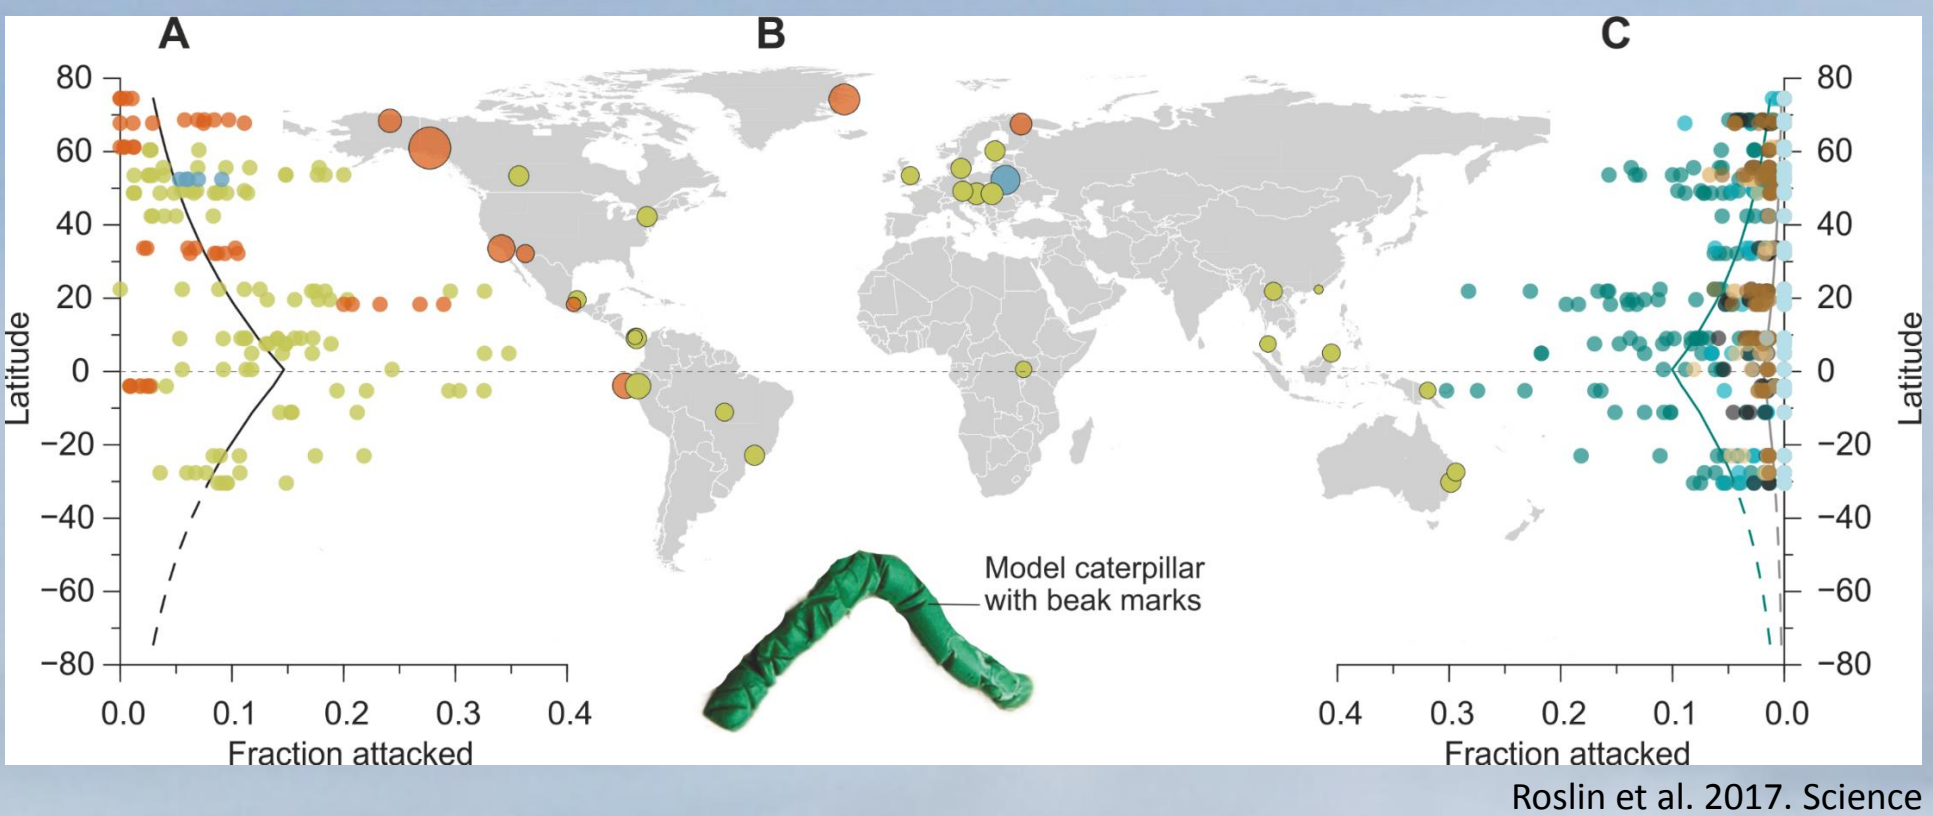 A
B
C
80
60
40
20
0
−20
−40
−60
−80
Latitude
0.0 0.1 0.2 0.3 0.4
Fraction attacked
Model caterpillar
with beak marks
80
60
40
20
0
−20
−40
−60
−80
Latitude
0.4 0.3 0.2 0.1 0.0
Fraction attacked
Roslin et al. 2017. Science